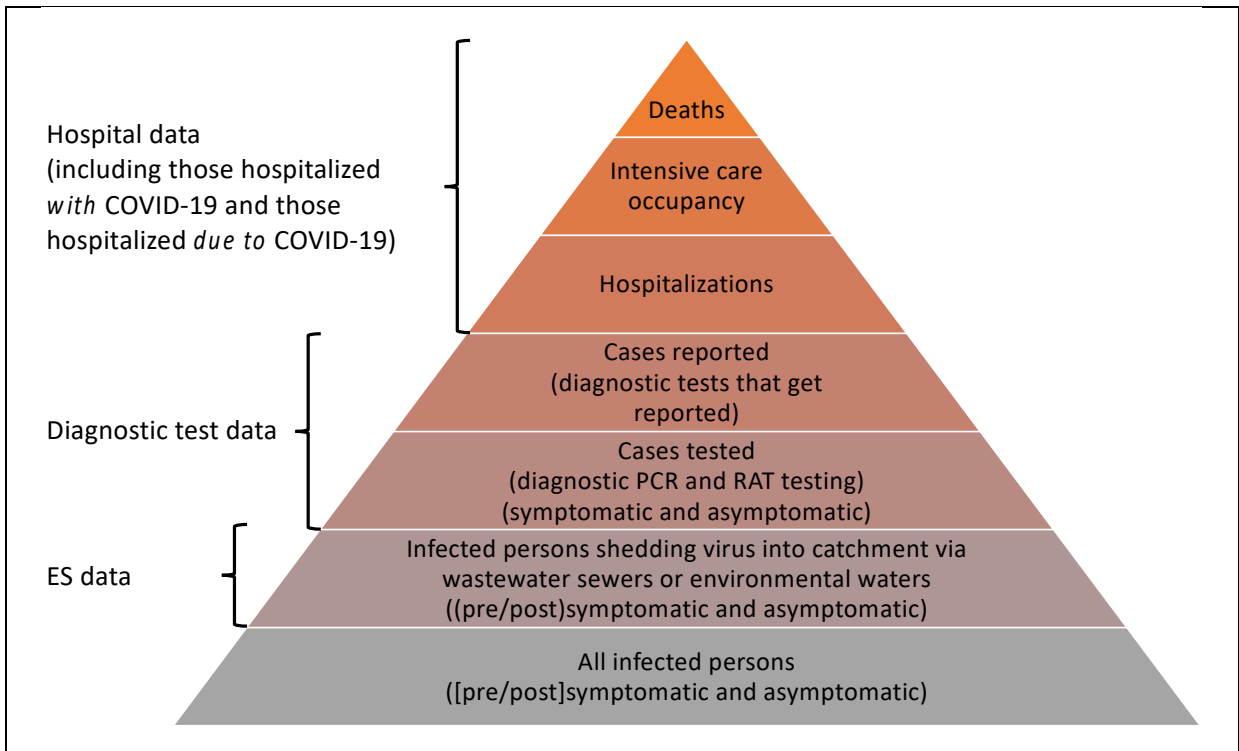 Deaths
Hospital data
(including those hospitalized
with COVID-19 and those
hospitalized due to COVID-19)
Intensive care
occupancy
Hospitalizations
Cases reported
(diagnostic tests that get
reported)
Diagnostic test data
Cases tested
(diagnostic PCR and RAT testing)
(symptomatic and asymptomatic)
ES data
Infected persons shedding virus into catchment via
wastewater sewers or environmental waters
((pre/post)symptomatic and asymptomatic)
All infected persons
([pre/post]symptomatic and asymptomatic)